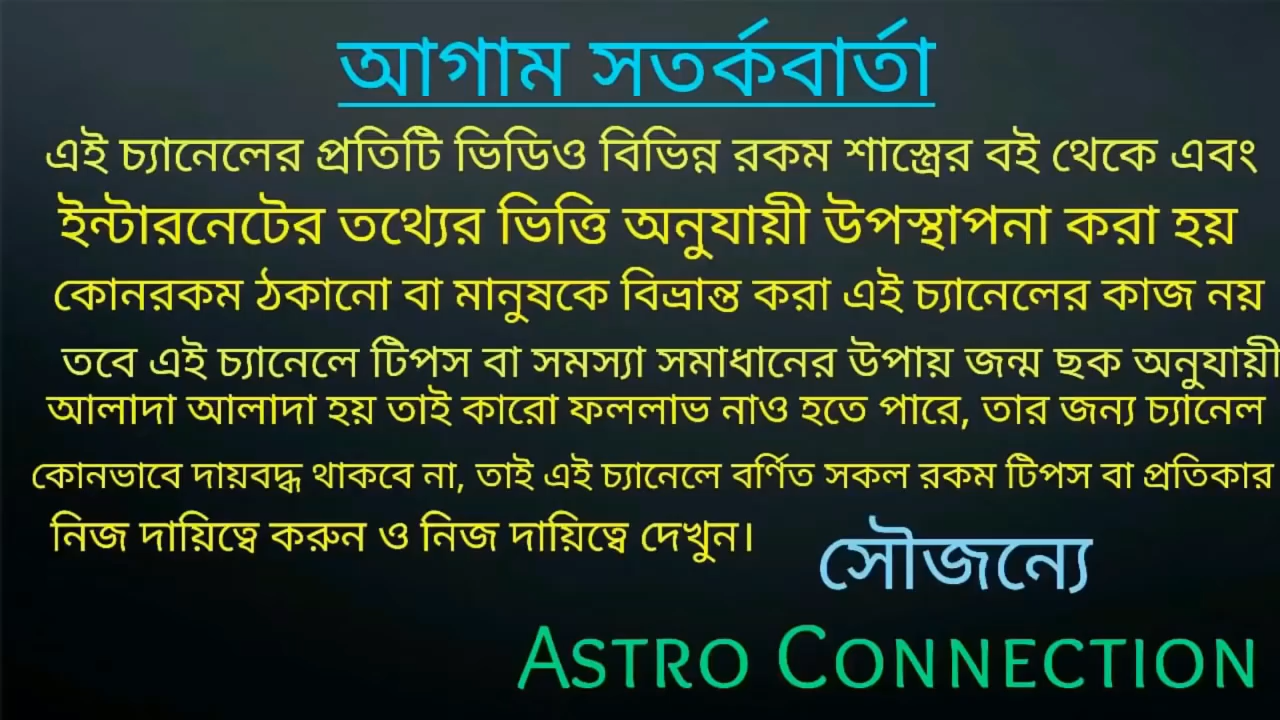 আগাম সতর্কবার্তা
এই চ্যানেলের প্রতিটি ভিডিও বিভিন্ন রকম শাস্ত্রের বই থেকে এবং
ইন্টারনেটের তথ্যের ভিত্তি অনুযায়ী উপস্থাপনা করা হয়
কোনরকম ঠকানো বা মানুষকে বিভ্রান্ত করা এই চ্যানেলের কাজ নয়
তবে এই চ্যানেলে টিপস বা সমস্যা সমাধানের উপায় জন্ম ছক অনুযায়ী
আলাদা আলাদা হয় তাই কারো ফললাভ নাও হতে পারে, তার জন্য চ্যানেল
কোনভাবে দায়বদ্ধ থাকবে না, তাই এই চ্যানেলে বর্ণিত সকল রকম টিপস বা প্রতিকার
নিজ দায়িত্বে করুন ও নিজ দায়িত্বে দেখুন।
সৌজন্যে
ASTRO CONNECTION